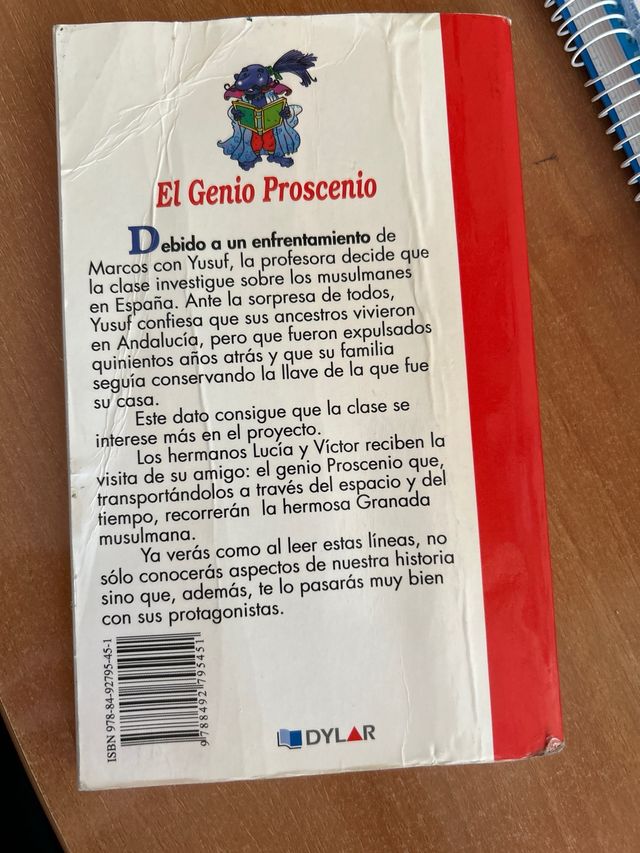 El Genio Proscenio
Debido a un enfrentamiento de
Marcos con Yusuf, la profesora decide que
la clase investigue sobre los musulmanes
en España. Ante la sorpresa de todos,
Yusuf confiesa que sus ancestros vivieron
en Andalucía, pero que fueron expulsados
quinientos años atrás y que su familia
seguía conservando la llave de la que fue
su casa.
Este dato consigue que la clase se
interese más en el proyecto.
Los hermanos Lucía y Víctor reciben la
visita de su amigo: el genio Proscenio que,
transportándolos a través del espacio y del
tiempo, recorrerán la hermosa Granada
musulmana.
Ya verás como al leer estas líneas, no
sólo conocerás aspectos de nuestra historia
sino que, además, te lo pasarás muy bien
con sus protagonistas.
ISBN 978-84-92795-45-1
9 788492 795451
DYLAR